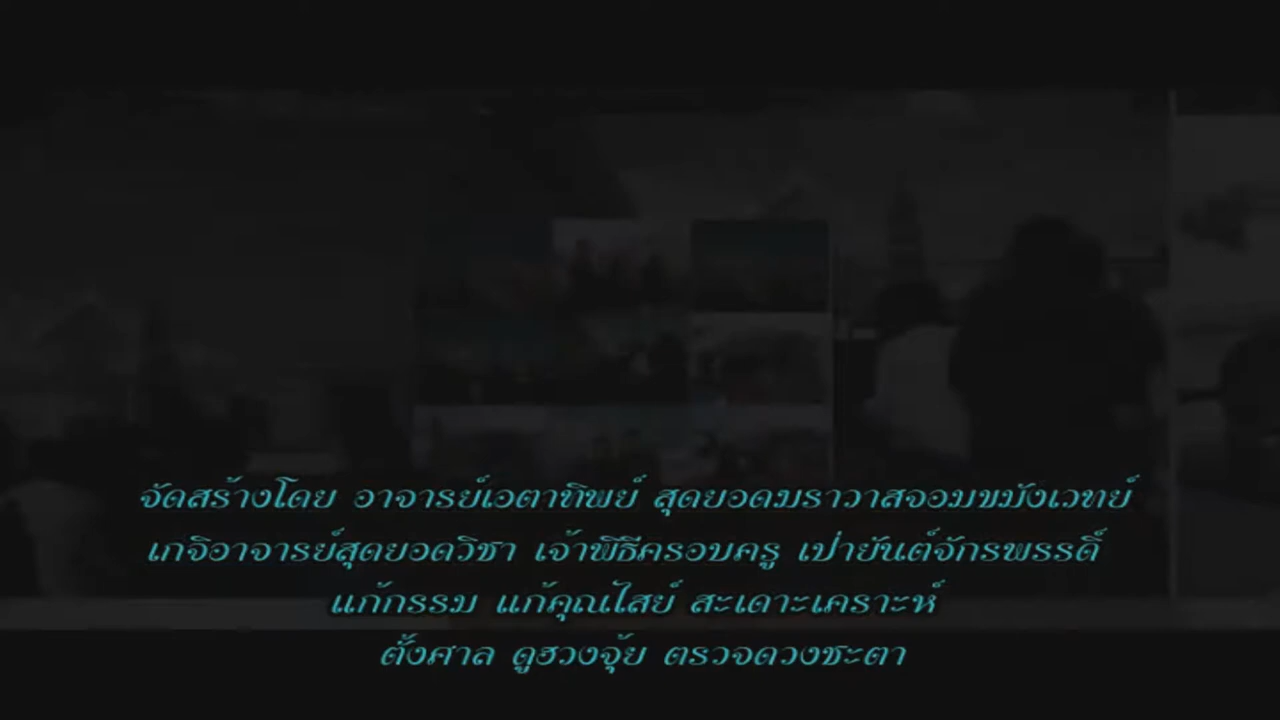 จัดสร้างโดย อาจารย์เอตาทิพย์ สุดยอดฆราวาสจอมขมังเวทย์
เกจิอาจารย์สุดยอดวิชา เจ้าพิธีครอบครู เป่ายันต์จักรพรรดิ์
แก้กรรม แก้คุณไสย์ สะเดาะเคราะห์
ตั้งศาล ดูฮวงจุ้ย ตรวจดวงชะตา